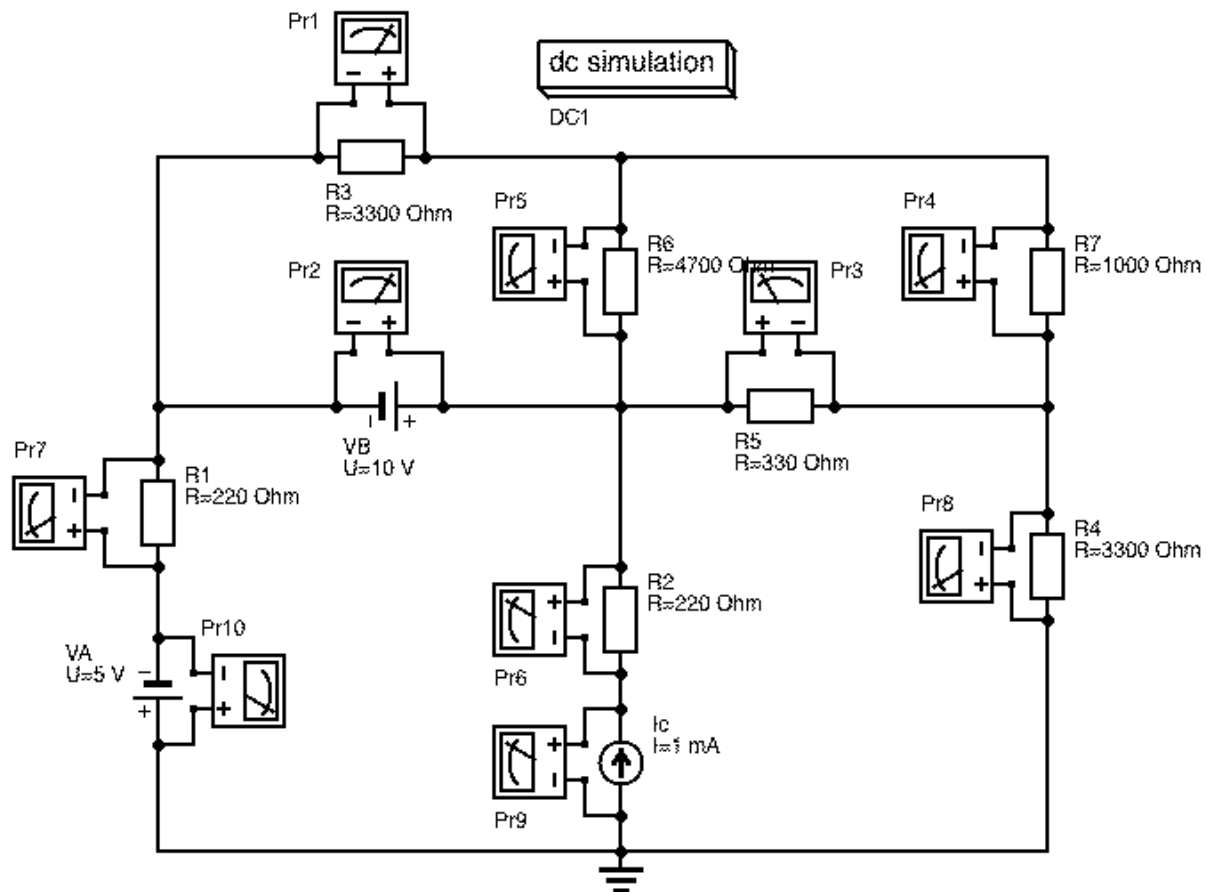 Pr1
dc simulation
DC1
R3
R=3300 Ohm
Pr5
R6
R=4700 Ohm
Pr4
R7
R=1000 Ohm
Pr2
Pr3
VB
U=10 V
R5
R=330 Ohm
Pr7
R1
R=220 Ohm
Pr8
R4
R=3300 Ohm
R2
R=220 Ohm
Pr10
VA
U=5 V
Pr6
Ic
I=1 mA
Pr9